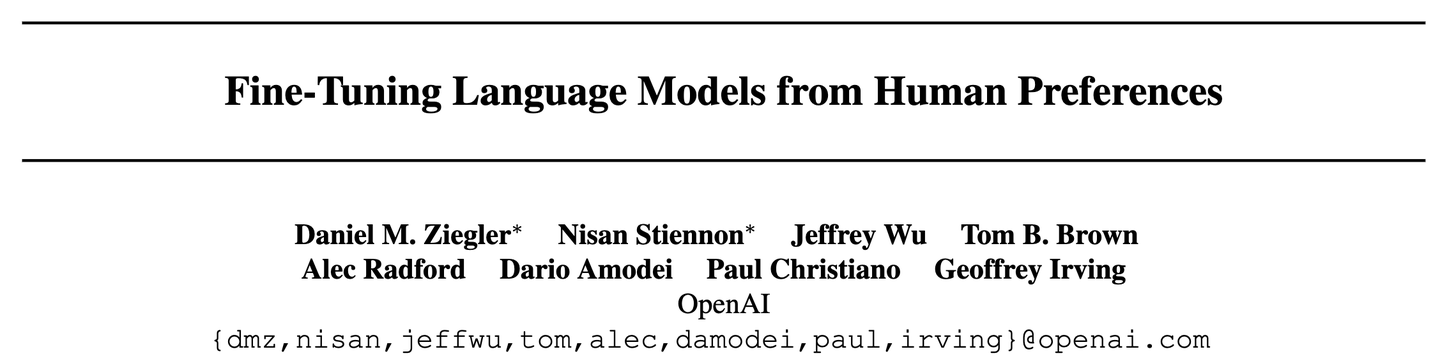 Fine-Tuning Language Models from Human Preferences
Daniel M. Ziegler* Nisan Stiennon* Jeffrey Wu Tom B. Brown
Alec Radford Dario Amodei Paul Christiano Geoffrey Irving
OpenAI
{dmz,nisan,jeffwu,tom,alec,damodei,paul,irving}@openai.com